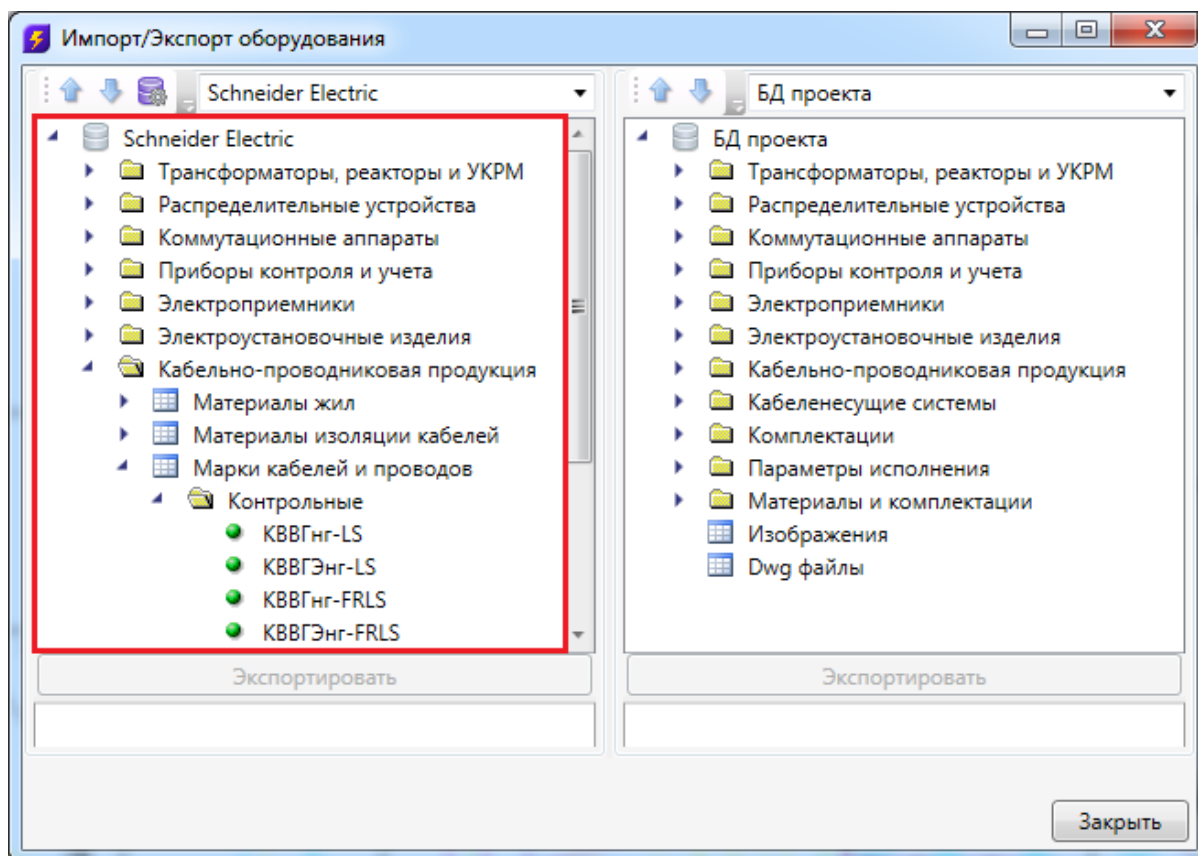 Импорт/Экспорт оборудования
Schneider Electric
Schneider Electric
Трансформаторы, реакторы и УКРМ
Распределительные устройства
Коммутационные аппараты
Приборы контроля и учета
Электроприемники
Электроустановочные изделия
Кабельно-проводниковая продукция
Материалы жил
Материалы изоляции кабелей
Марки кабелей и проводов
Контрольные
КВВГнг-LS
КВВГЭнг-LS
КВВГнг-FRLS
КВВГЭнг-FRLS
Экспортировать
БД проекта
БД проекта
Трансформаторы, реакторы и УКРМ
Распределительные устройства
Коммутационные аппараты
Приборы контроля и учета
Электроприемники
Электроустановочные изделия
Кабельно-проводниковая продукция
Кабеленесущие системы
Комплектации
Параметры исполнения
Материалы и комплектации
Изображения
Dwg файлы
Экспортировать
Закрыть